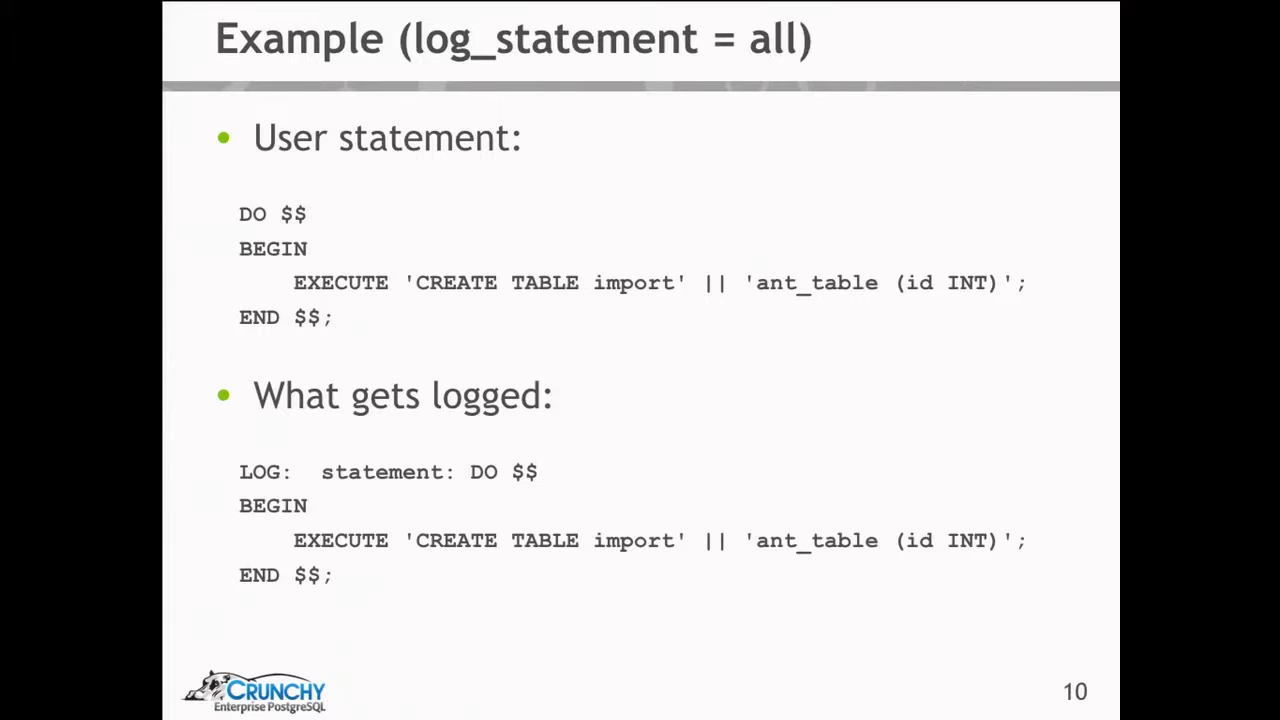 Example (log_statement = all)
• User statement:
DO $$
BEGIN
    EXECUTE 'CREATE TABLE import' || 'ant_table (id INT)';
END $$;
• What gets logged:
LOG:  statement: DO $$
BEGIN
    EXECUTE 'CREATE TABLE import' || 'ant_table (id INT)';
END $$;
CRUNCHY
Enterprise PostgreSQL
10